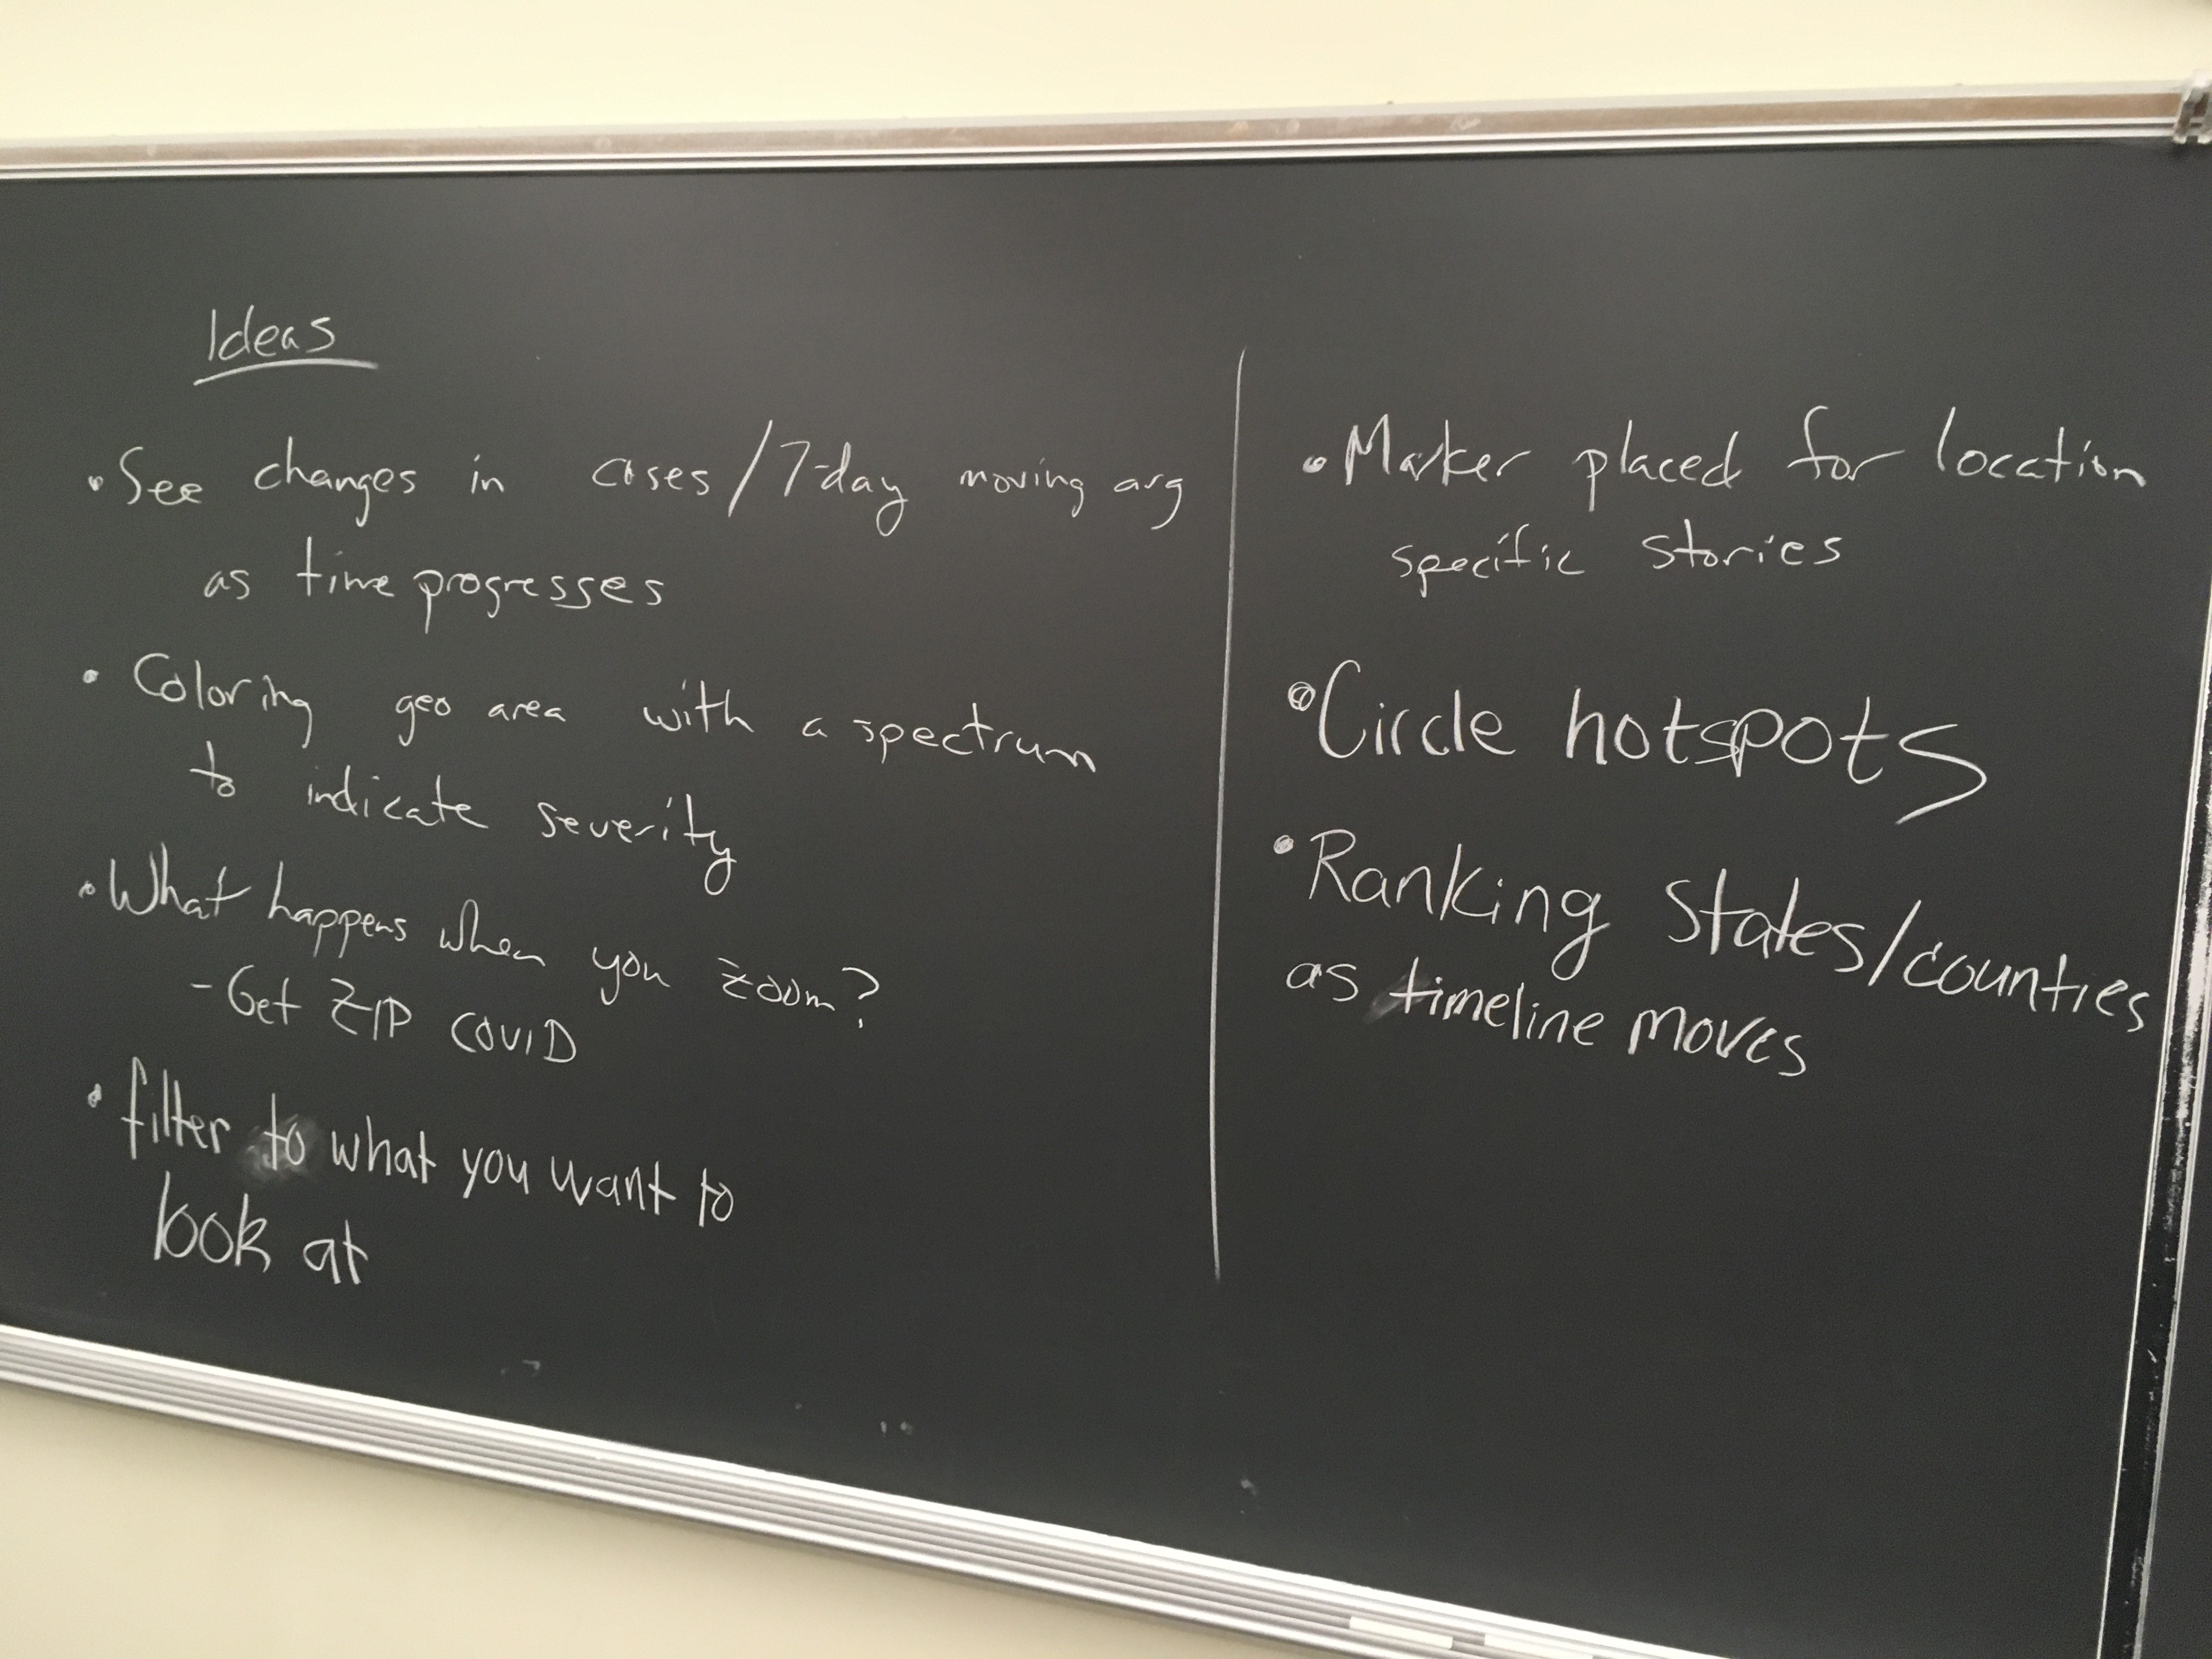 Ideas
• See changes in cases/7-day moving avg
as time progresses
• Coloring geo area with a spectrum
to indicate severity
• What happens when you zoom?
- Get ZIP COVID
• filter to what you want to
look at
• Marker placed for location
specific stories
• Circle hotspots
• Ranking States/counties
as timeline moves